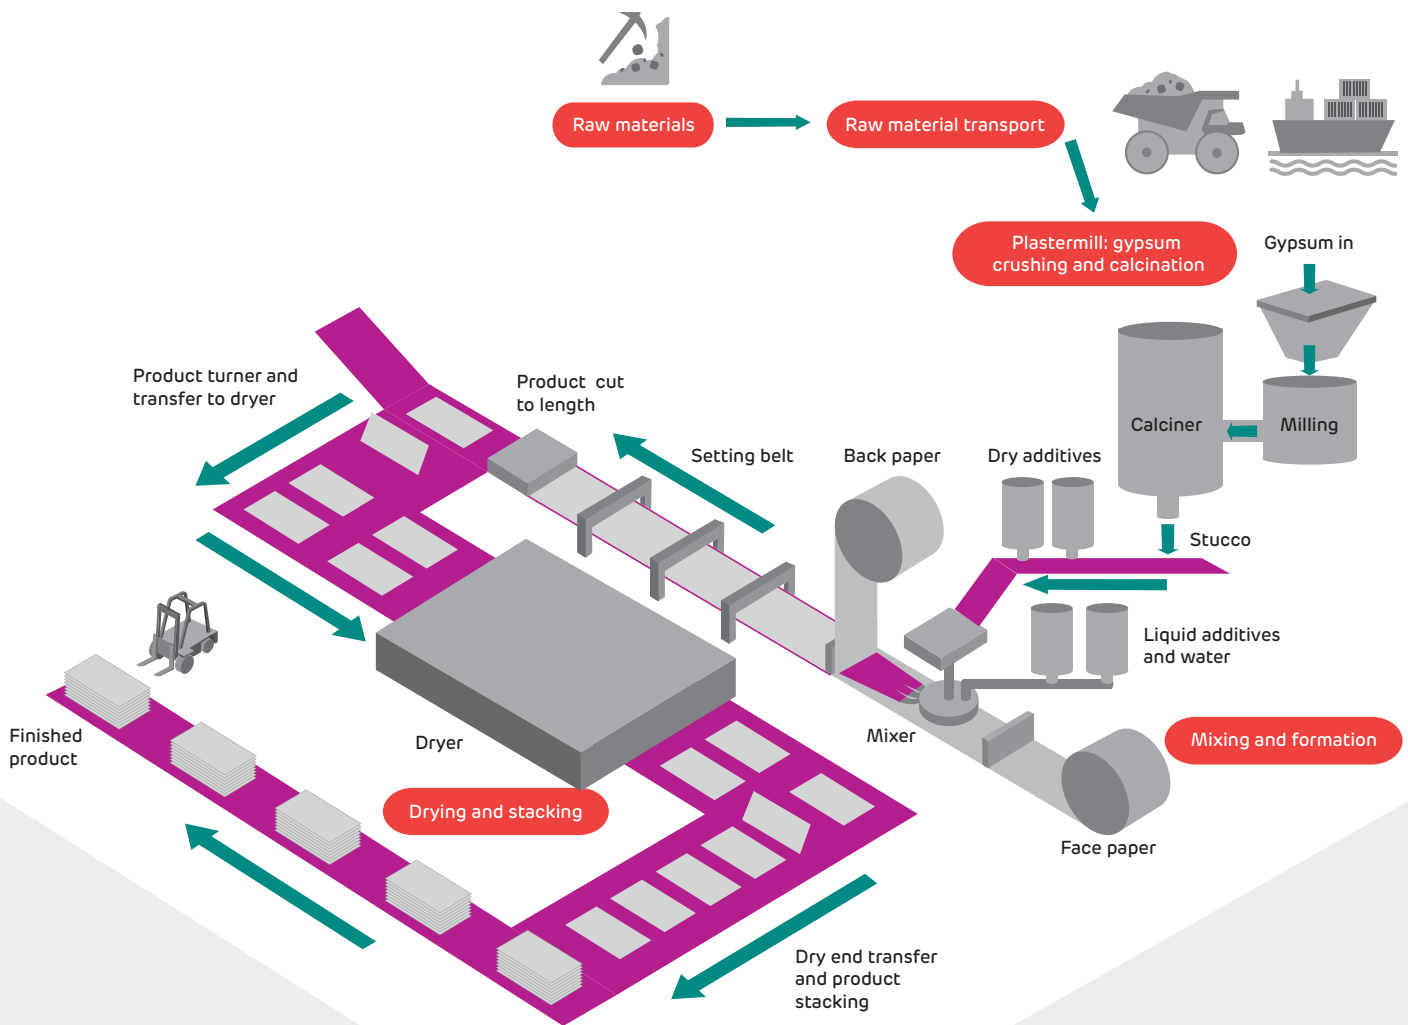 Raw materials
Raw material transport
Plastermill: gypsum
crushing and calcination
Gypsum in
Product turner and
transfer to dryer
Product cut
to length
Setting belt
Back paper
Dry additives
Calciner
Milling
Stucco
Liquid additives
and water
Finished
product
Dryer
Mixer
Mixing and formation
Drying and stacking
Face paper
Dry end transfer
and product
stacking